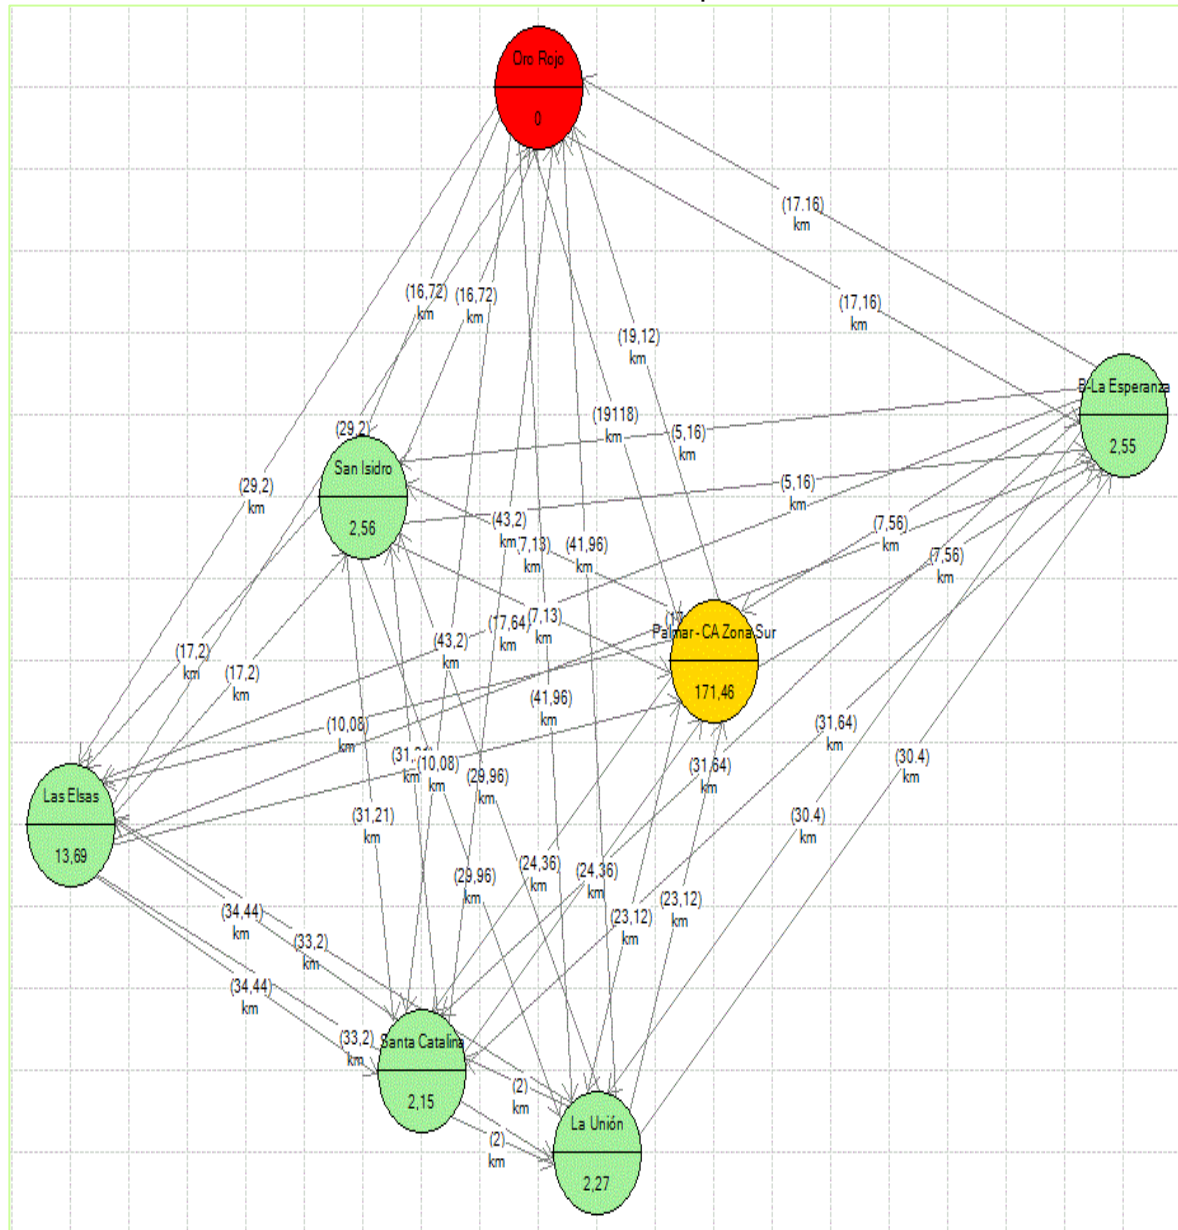 Oro Rojo
0
(17.16)
km
(16,72)
km
(16,72)
km
(17,16)
km
(19,12)
km
(19118)
km
B-La Esperanza
2,55
(5,16)
km
(29,2)
San Isidro
2,56
(29,2)
km
(5,16)
km
(43,2)
km
(7,13)
km
(41,96)
km
(7,56)
km
(7,56)
km
(17,64)
(7,13)
km
Palmar-CA Zona Sur
171,46
(17,2)
km
(17,2)
km
(43,2)
km
(41,96)
km
(10,08)
km
(31,64)
km
(10,08)
km
(29,96)
km
(31,64)
km
(30.4)
km
Las Elsas
13,69
(31,21)
km
(30.4)
km
(29,96)
km
(24,36)
km
(24,36)
km
(34,44)
km
(33,2)
km
(23,12)
km
(23,12)
km
(34,44)
km
(33,2)
km
Santa Catalina
2,15
(2)
km
(2)
km
La Unión
2,27